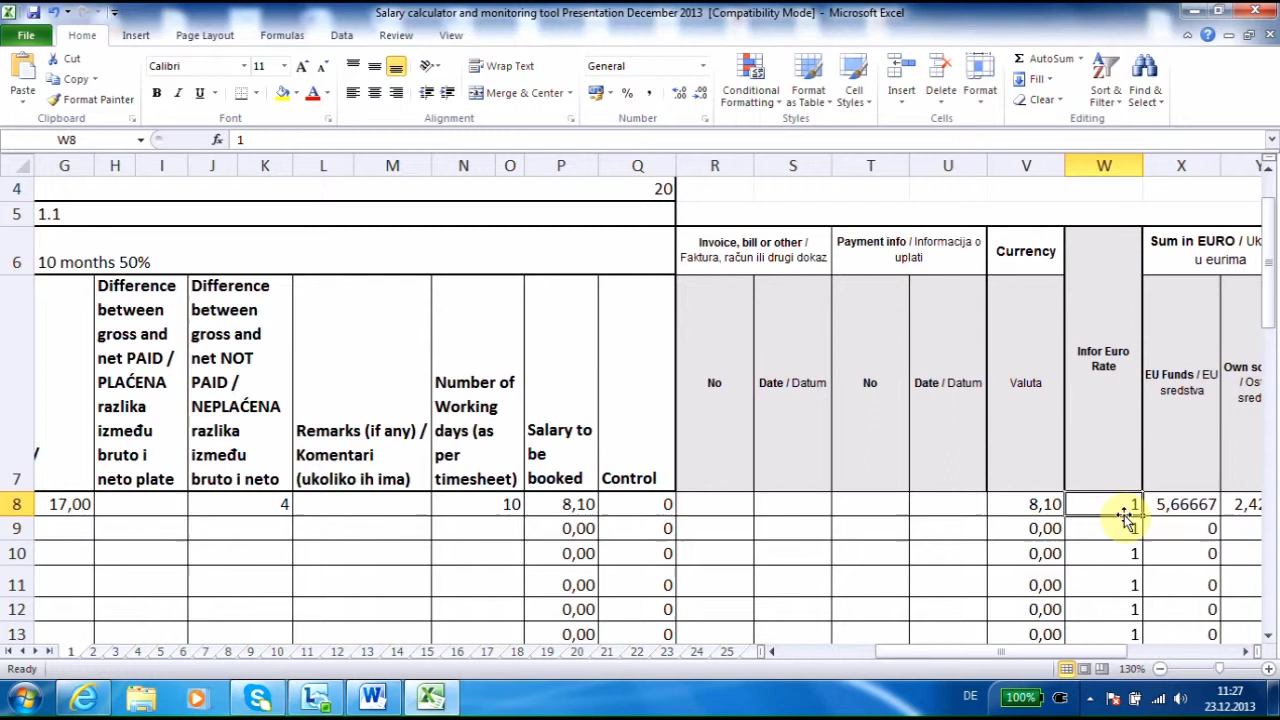 Salary calculator and monitoring tool Presentation December 2013 [Compatibility Mode] - Microsoft Excel
File Home Insert Page Layout Formulas Data Review View
Paste
Cut
Copy
Format Painter
Clipboard
Calibri 11
B I U
Font
Wrap Text
Merge & Center
Alignment
General
%
Number
Conditional Formatting
Format as Table
Cell Styles
Styles
Insert
Delete
Format
Cells
AutoSum
Fill
Clear
Sort & Filter
Find & Select
Editing
W8 fx 1
G H I J K L M N O P Q R S T U V W X Y
4 20
5 1.1
6 10 months 50%
Invoice, bill or other /
Faktura, račun ili drugi dokaz
Payment info / Informacija o
uplati
Currency
Infor Euro
Rate
Sum in EURO / Uk
u eurima
7
/
Difference
between
gross and
net PAID /
PLAĆENA
razlika
između
bruto i
neto plate
Difference
between
gross and
net NOT
PAID /
NEPLAĆENA
razlika
između
bruto i neto
Remarks (if any) /
Komentari
(ukoliko ih ima)
Number of
Working
days (as
per
timesheet)
Salary to
be
booked
Control
No
Date / Datum
No
Date / Datum
Valuta
EU Funds / EU
sredstva
Own so
/ Os
sreds
8 17,00 4 10 8,10 0 8,10 1 5,66667 2,42
9 0,00 0 0,00 1 0
10 0,00 0 0,00 1 0
11 0,00 0 0,00 1 0
12 0,00 0 0,00 1 0
13 0,00 0 0,00 1 0
1 2 3 4 5 6 7 8 9 10 11 12 13 14 15 16 17 18 19 20 21 22 23 24 25
Ready 130%
DE 100% 11:27
23.12.2013